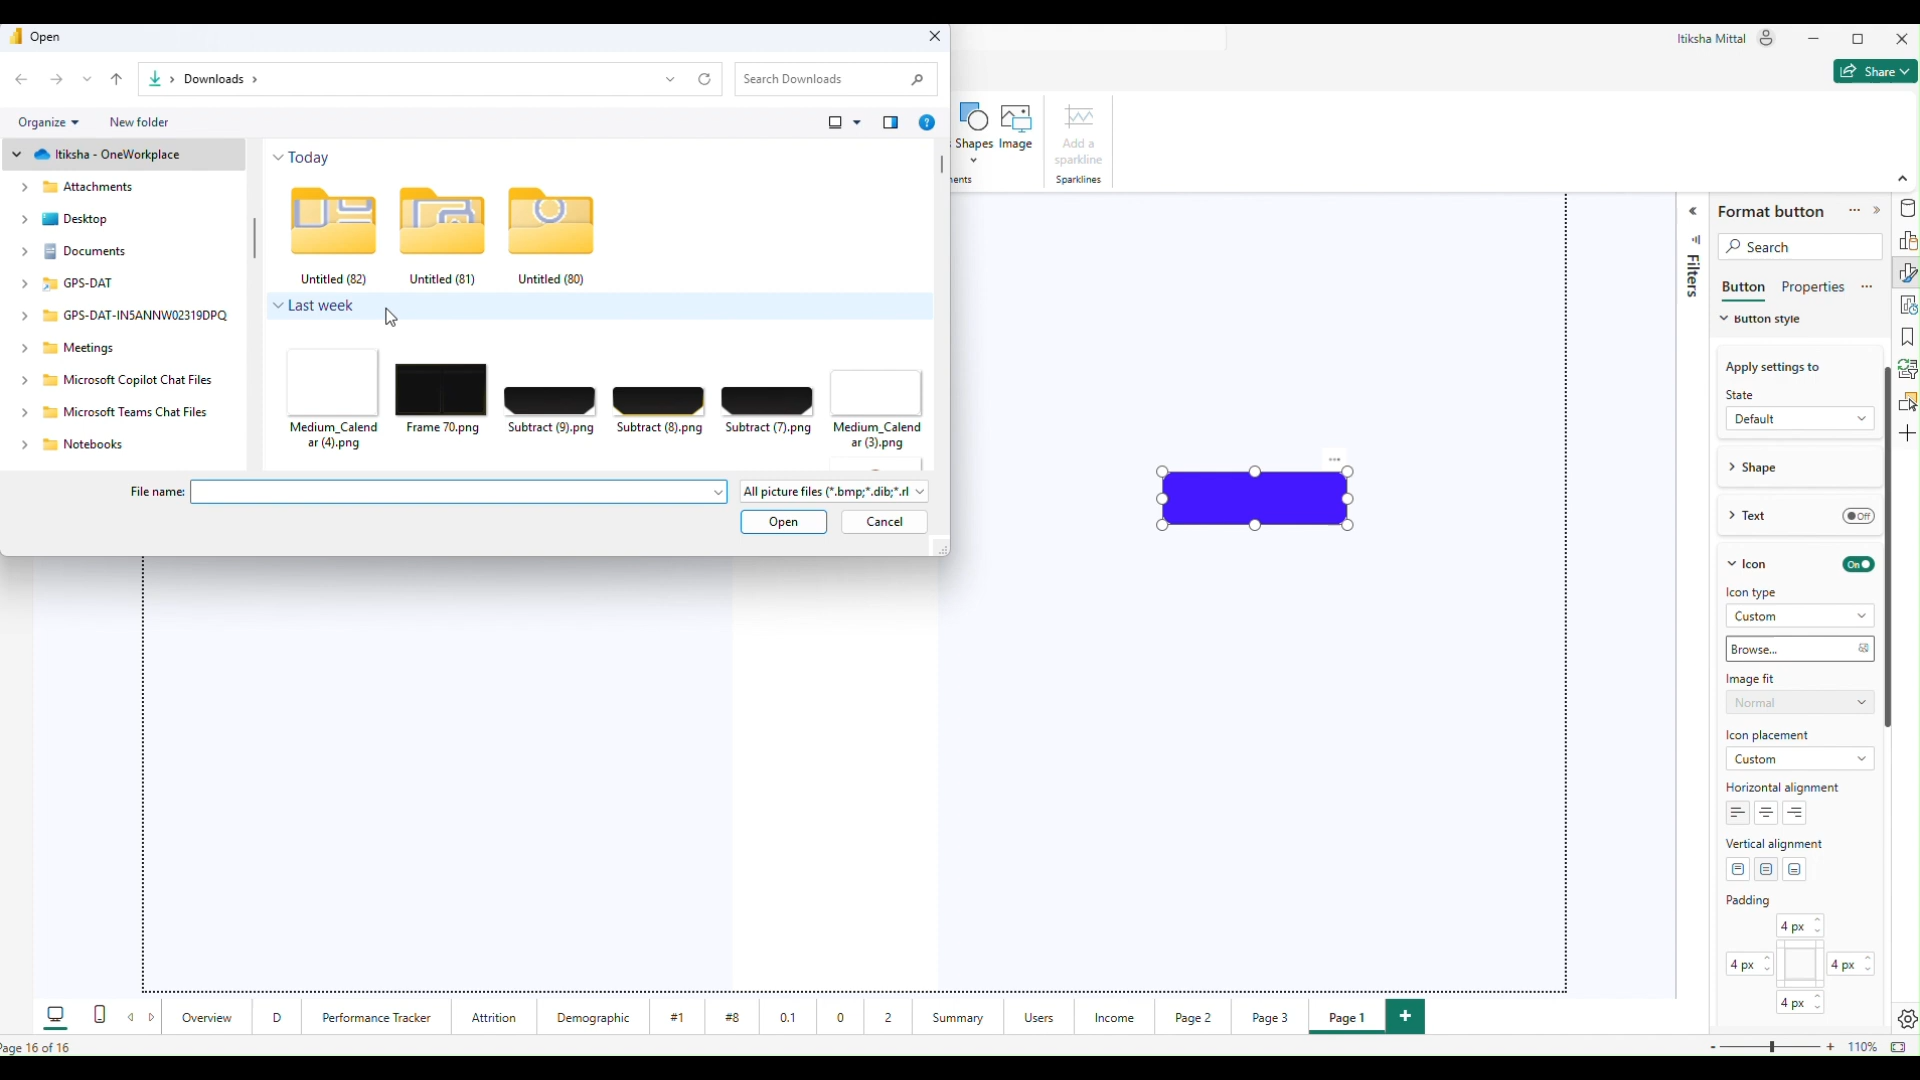 Open
Itiksha Mittal
Share
Downloads
Search Downloads
Organize
New folder
Itiksha - OneWorkplace
Attachments
Desktop
Documents
GPS-DAT
GPS-DAT-IN5ANNW02319DPQ
Meetings
Microsoft Copilot Chat Files
Microsoft Teams Chat Files
Notebooks
Today
Untitled (82)
Untitled (81)
Untitled (80)
Last week
Medium_Calend
ar (4).png
Frame 70.png
Subtract (9).png
Subtract (8).png
Subtract (7).png
Medium_Calend
ar (3).png
File name:
All picture files (*.bmp;*.dib;*.rl
Open
Cancel
Shapes
Image
Add a
sparkline
Sparklines
Filters
Format button
Search
Button
Properties
Button style
Apply settings to
State
Default
Shape
Text
Off
Icon
On
Icon type
Custom
Browse...
Image fit
Normal
Icon placement
Custom
Horizontal alignment
Vertical alignment
Padding
4 px
4 px
4 px
4 px
Overview
D
Performance Tracker
Attrition
Demographic
#1
#8
0.1
0
2
Summary
Users
Income
Page 2
Page 3
Page 1
Page 16 of 16
110%